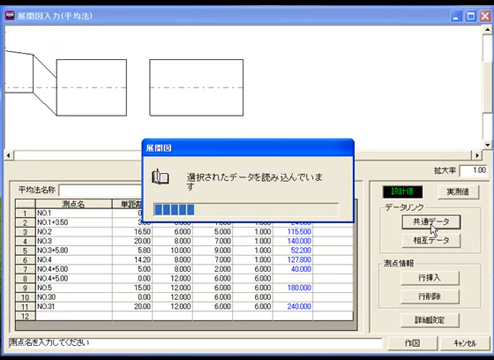 展開図入力(平均法)
拡大率 1.00
設計値 実測値
データリンク
共通データ
相互データ
測点情報
行挿入
行削除
詳細設定
作図 キャンセル
平均法名称
展開図
選択されたデータを読み込んでいま
す
測点名 単距離
1 NO.1
2 NO.1+3.50
3 NO.2 16.50 6.000 5.000 1.000 115.500
4 NO.3 20.00 8.000 7.000 1.000 140.000
5 NO.3+5.80 5.80 10.000 8.000 1.000 52.200
6 NO.4 14.20 8.000 7.000 1.000 127.800
7 NO.4+5.00 5.00 8.000 9.000 2.000 40.000
8 NO.4+5.00 0.00 12.000 6.000 6.000
9 NO.5 15.00 12.000 6.000 6.000 180.000
10 NO.30 0.00 12.000 6.000 6.000
11 NO.31 20.00 12.000 6.000 6.000 240.000
測点名を入力してください